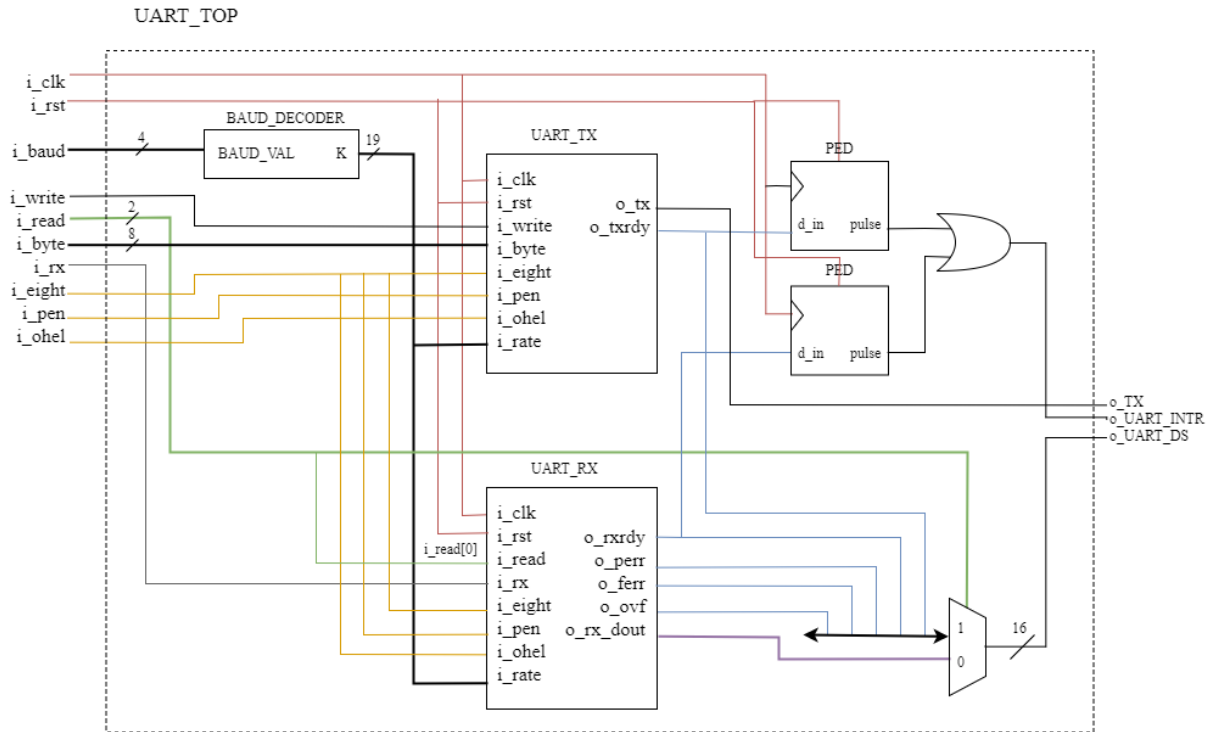 UART_TOP
i_clk
i_rst
i_baud
i_write
i_read
i_byte
i_rx
i_eight
i_pen
i_ohel
4
2
8
BAUD_DECODER
BAUD_VAL K
19
UART_TX
i_clk
i_rst
i_write
i_byte
i_eight
i_pen
i_ohel
i_rate
o_tx
o_txrdy
PED
d_in pulse
PED
d_in pulse
o_TX
o_UART_INTR
o_UART_DS
UART_RX
i_clk
i_rst
i_read[0]
i_read
i_rx
i_eight
i_pen
i_ohel
i_rate
o_rxrdy
o_perr
o_ferr
o_ovf
o_rx_dout
1
0
16